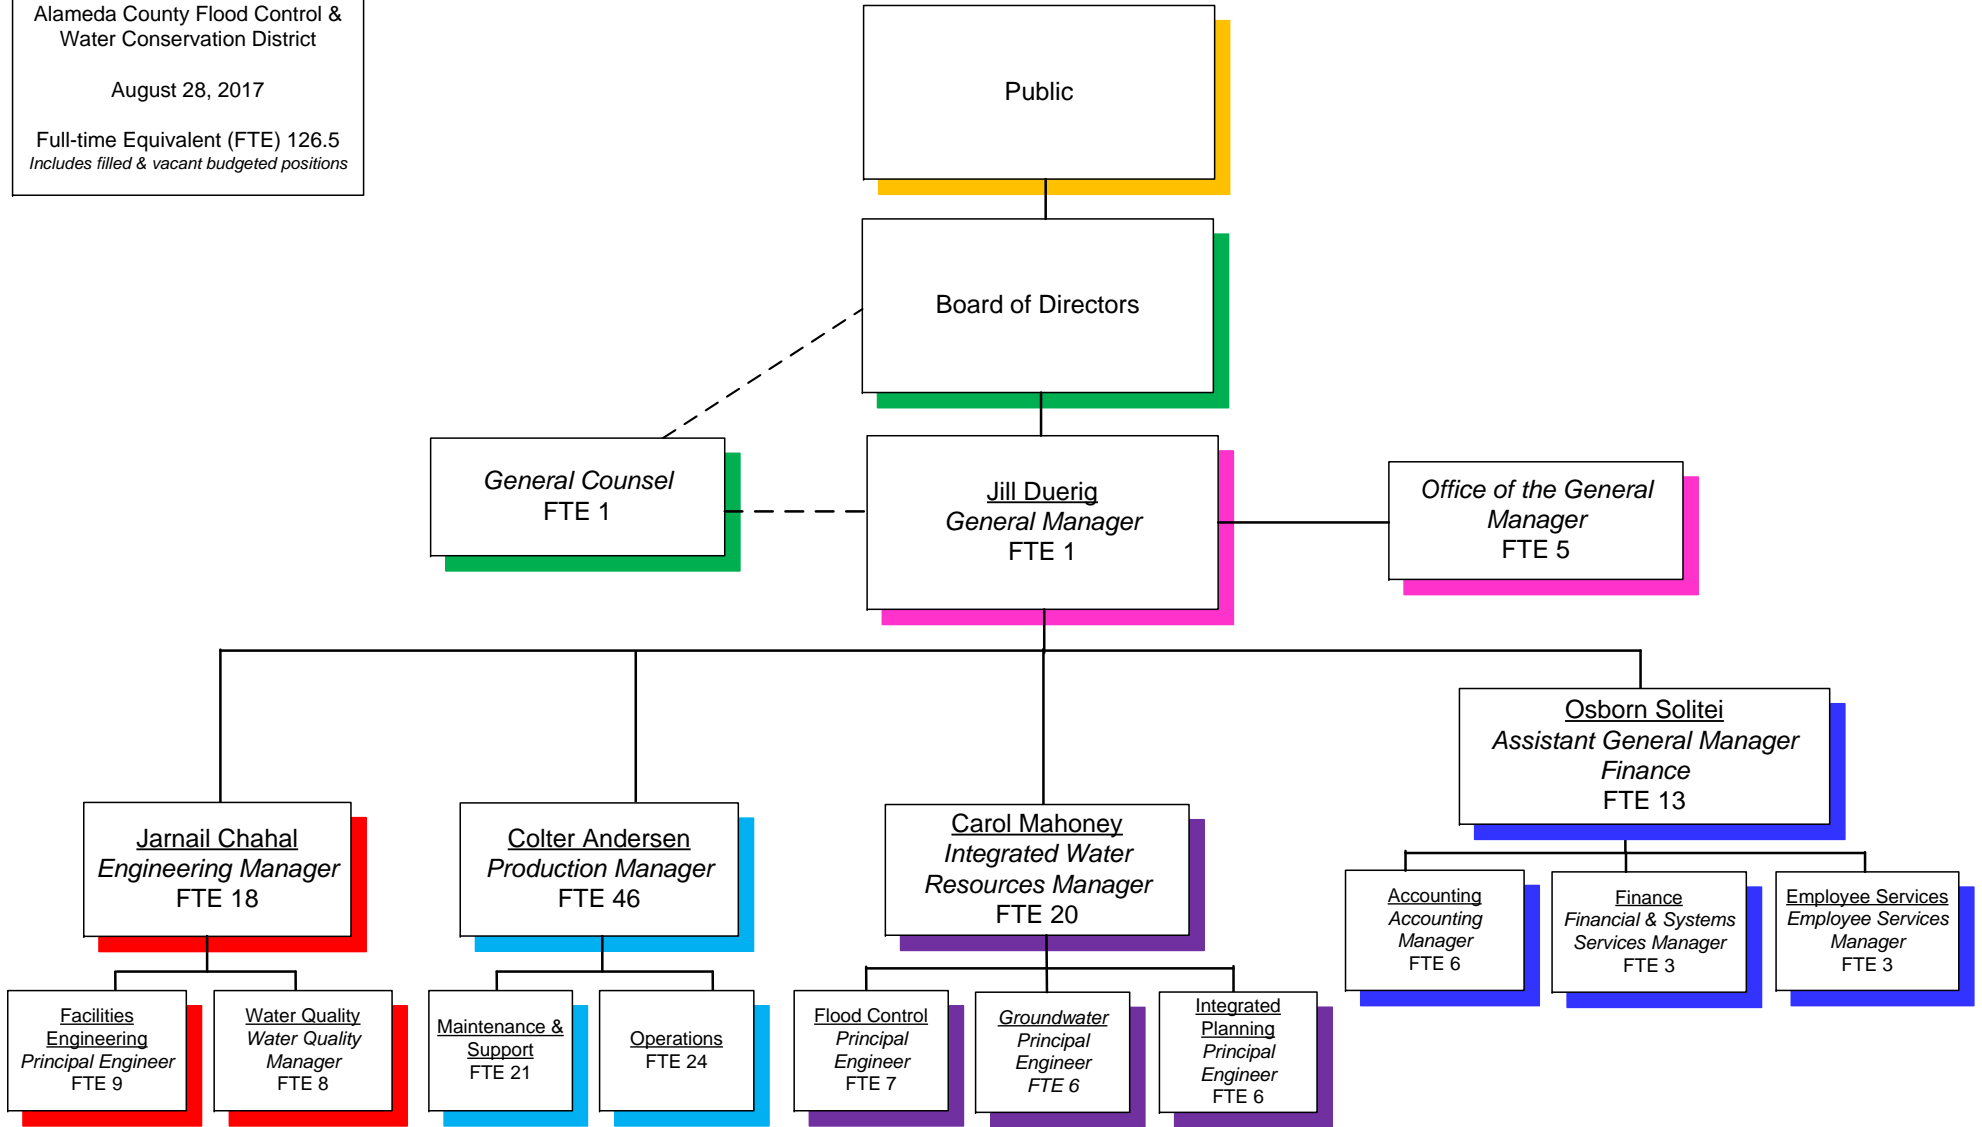 Alameda County Flood Control &
Water Conservation District
August 28, 2017
Full-time Equivalent (FTE) 126.5
Includes filled & vacant budgeted positions
Public
Board of Directors
General Counsel
FTE 1
Jill Duerig
General Manager
FTE 1
Office of the General
Manager
FTE 5
Jarnail Chahal
Engineering Manager
FTE 18
Colter Andersen
Production Manager
FTE 46
Carol Mahoney
Integrated Water
Resources Manager
FTE 20
Osborn Solitei
Assistant General Manager
Finance
FTE 13
Facilities
Engineering
Principal Engineer
FTE 9
Water Quality
Water Quality
Manager
FTE 8
Maintenance &
Support
FTE 21
Operations
FTE 24
Flood Control
Principal
Engineer
FTE 7
Groundwater
Principal
Engineer
FTE 6
Integrated
Planning
Principal
Engineer
FTE 6
Accounting
Accounting
Manager
FTE 6
Finance
Financial & Systems
Services Manager
FTE 3
Employee Services
Employee Services
Manager
FTE 3